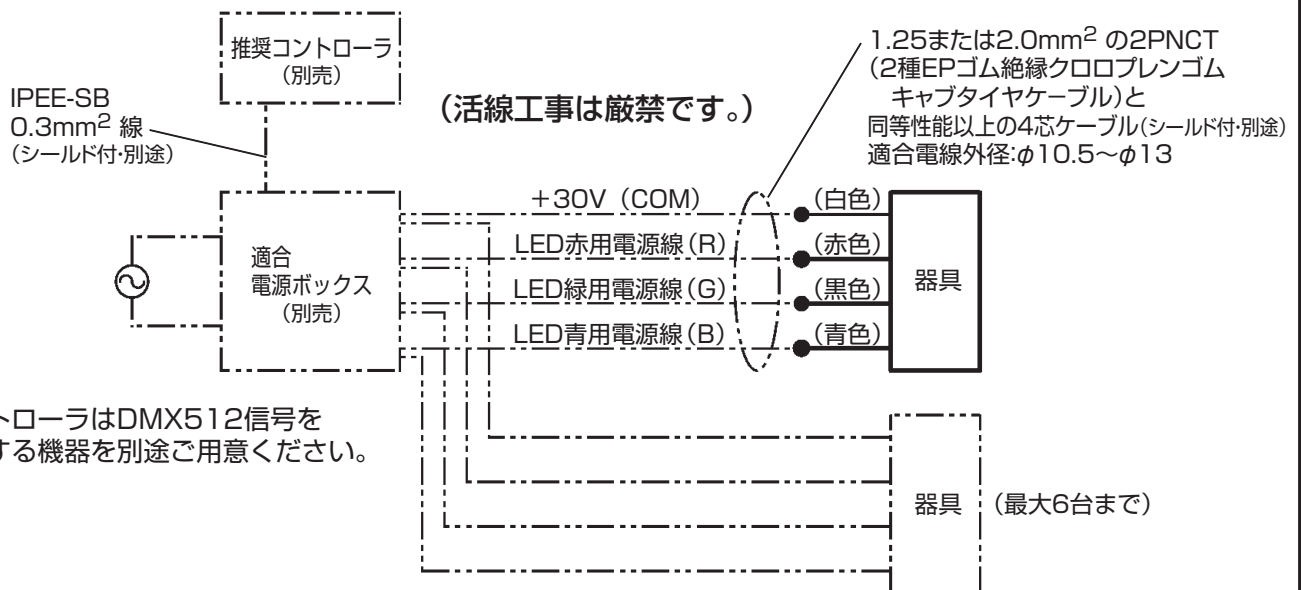 推奨コントローラ
(別売)
IPEE-SB
0.3mm2 線
(シールド付・別途)
(活線工事は厳禁です。)
1.25または2.0mm2 の2PNCT
(2種EPゴム絶縁クロロプレンゴム
キャブタイヤケーブル)と
同等性能以上の4芯ケーブル(シールド付・別途)
適合電線外径:φ10.5〜φ13
適合
電源ボックス
(別売)
+30V (COM)
(白色)
LED赤用電源線(R)
(赤色)
LED緑用電源線(G)
(黒色)
LED青用電源線(B)
(青色)
器具
トローラはDMX512信号を
する機器を別途ご用意ください。
器具
(最大6台まで)